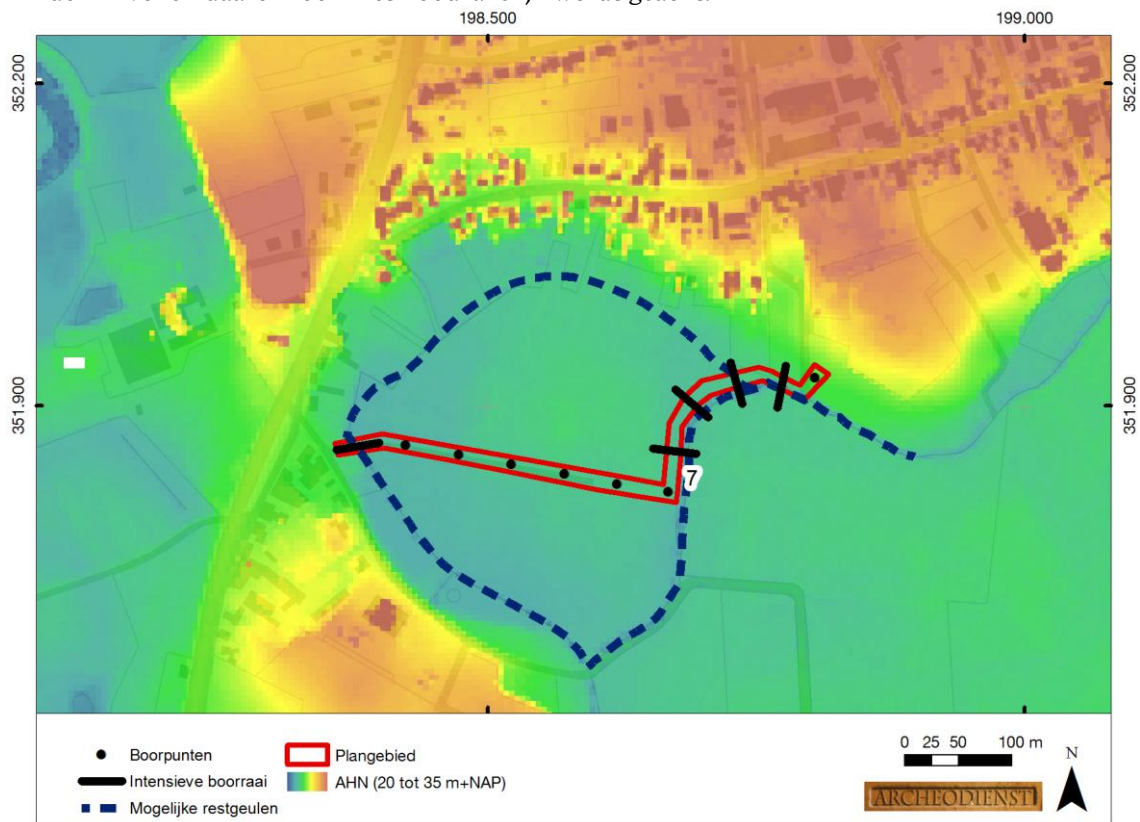 198.500 199.000
352.200 352.200
351.900 351.900
7
Boorpunten
Intensieve boorraai
Mogelijke restgeulen
Plangebied
AHN (20 tot 35 m+NAP)
0 25 50 100 m
N
ARCHEODIENST